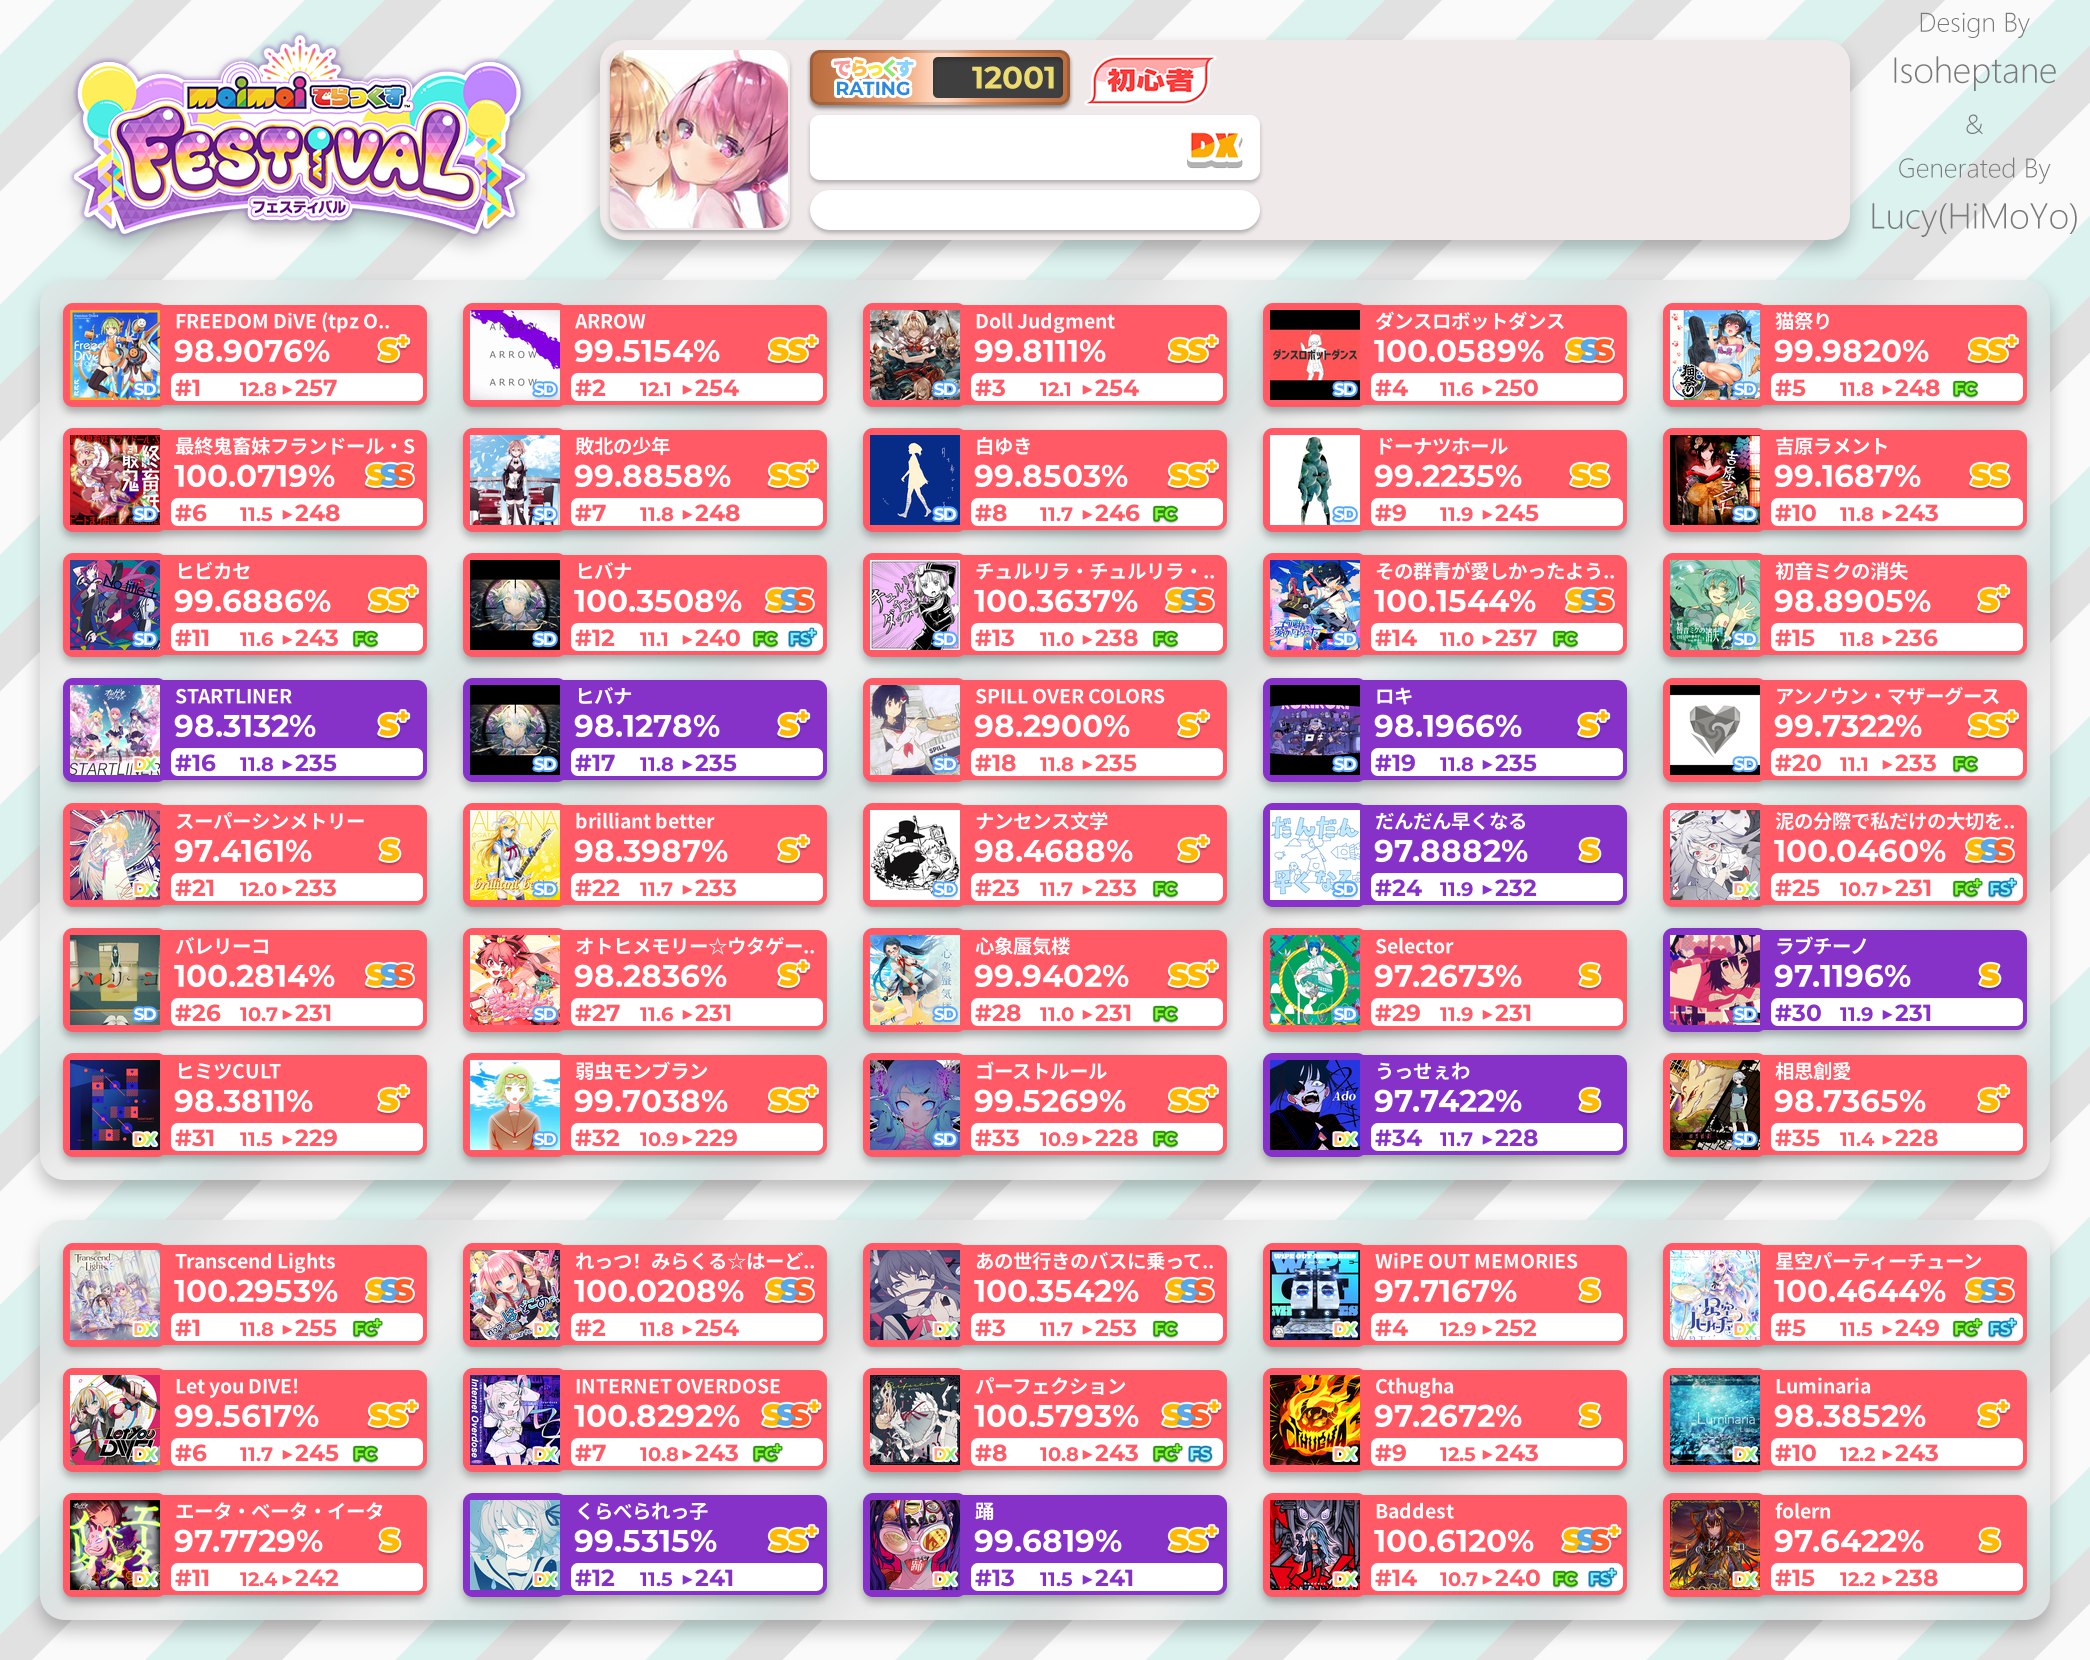 maimai でらっくす
FESTiVAL
フェスティバル
でらっくす
RATING
12001
初心者
DX
Design By
Isoheptane
&
Generated By
Lucy(HiMoYo)
FREEDOM DiVE (tpz O..
98.9076% S+
SD #1 12.8 ▸257
ARROW
99.5154% SS+
SD #2 12.1 ▸254
Doll Judgment
99.8111% SS+
SD #3 12.1 ▸254
ダンスロボットダンス
100.0589% SSS
SD #4 11.6 ▸250
猫祭り
99.9820% SS+
SD #5 11.8 ▸248 FC
最終鬼畜妹フランドール・S
100.0719% SSS
SD #6 11.5 ▸248
敗北の少年
99.8858% SS+
SD #7 11.8 ▸248
白ゆき
99.8503% SS+
SD #8 11.7 ▸246 FC
ドーナツホール
99.2235% SS
SD #9 11.9 ▸245
吉原ラメント
99.1687% SS
SD #10 11.8 ▸243
ヒビカセ
99.6886% SS+
SD #11 11.6 ▸243 FC
ヒバナ
100.3508% SSS
SD #12 11.1 ▸240 FC FS+
チュルリラ・チュルリラ・..
100.3637% SSS
SD #13 11.0 ▸238 FC
その群青が愛しかったよう..
100.1544% SSS
SD #14 11.0 ▸237 FC
初音ミクの消失
98.8905% S+
SD #15 11.8 ▸236
STARTLINER
98.3132% S+
DX #16 11.8 ▸235
ヒバナ
98.1278% S+
SD #17 11.8 ▸235
SPILL OVER COLORS
98.2900% S+
SD #18 11.8 ▸235
ロキ
98.1966% S+
SD #19 11.8 ▸235
アンノウン・マザーグース
99.7322% SS+
SD #20 11.1 ▸233 FC
スーパーシンメトリー
97.4161% S
DX #21 12.0 ▸233
brilliant better
98.3987% S+
SD #22 11.7 ▸233
ナンセンス文学
98.4688% S+
SD #23 11.7 ▸233 FC
だんだん早くなる
97.8882% S
SD #24 11.9 ▸232
泥の分際で私だけの大切を..
100.0460% SSS
DX #25 10.7 ▸231 FC+ FS+
バレリーコ
100.2814% SSS
SD #26 10.7 ▸231
オトヒメモリー☆ウタゲー..
98.2836% S+
SD #27 11.6 ▸231
心象蜃気楼
99.9402% SS+
SD #28 11.0 ▸231 FC
Selector
97.2673% S
SD #29 11.9 ▸231
ラブチーノ
97.1196% S
SD #30 11.9 ▸231
ヒミツCULT
98.3811% S+
DX #31 11.5 ▸229
弱虫モンブラン
99.7038% SS+
SD #32 10.9 ▸229
ゴーストルール
99.5269% SS+
SD #33 10.9 ▸228 FC
うっせぇわ
97.7422% S
DX #34 11.7 ▸228
相思創愛
98.7365% S+
SD #35 11.4 ▸228
Transcend Lights
100.2953% SSS
DX #1 11.8 ▸255 FC+
れっつ！みらくる☆はーど..
100.0208% SSS
DX #2 11.8 ▸254
あの世行きのバスに乗って..
100.3542% SSS
DX #3 11.7 ▸253 FC
WiPE OUT MEMORIES
97.7167% S
DX #4 12.9 ▸252
星空パーティーチューン
100.4644% SSS
DX #5 11.5 ▸249 FC+ FS+
Let you DIVE!
99.5617% SS+
DX #6 11.7 ▸245 FC
INTERNET OVERDOSE
100.8292% SSS+
DX #7 10.8 ▸243 FC+
パーフェクション
100.5793% SSS+
DX #8 10.8 ▸243 FC+ FS
Cthugha
97.2672% S
DX #9 12.5 ▸243
Luminaria
98.3852% S+
DX #10 12.2 ▸243
エータ・ベータ・イータ
97.7729% S
DX #11 12.4 ▸242
くらべられっ子
99.5315% SS+
DX #12 11.5 ▸241
踊
99.6819% SS+
DX #13 11.5 ▸241
Baddest
100.6120% SSS+
DX #14 10.7 ▸240 FC FS+
folern
97.6422% S
DX #15 12.2 ▸238